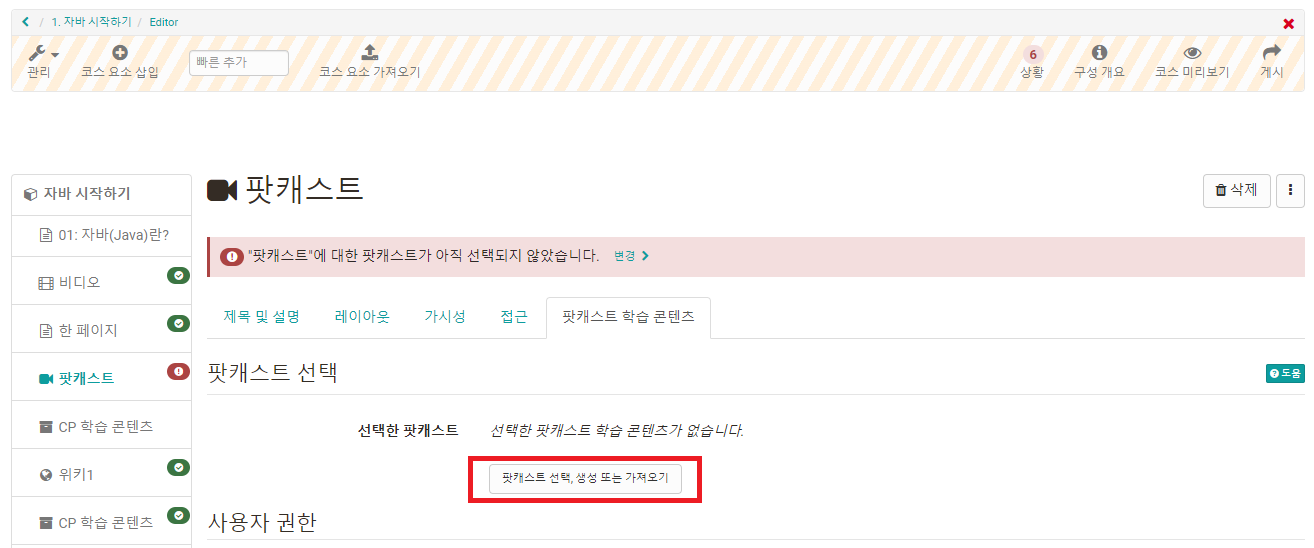 / 1. 자바 시작하기 / Editor
관리
코스 요소 삽입
빠른 추가
코스 요소 가져오기
6
상황
구성 개요
코스 미리보기
게시
자바 시작하기
01: 자바(Java)란?
비디오
한 페이지
팟캐스트
CP 학습 콘텐츠
위키1
CP 학습 콘텐츠
팟캐스트
삭제
"팟캐스트"에 대한 팟캐스트가 아직 선택되지 않았습니다. 변경
제목 및 설명 레이아웃 가시성 접근 팟캐스트 학습 콘텐츠
팟캐스트 선택
도움
선택한 팟캐스트 선택한 팟캐스트 학습 콘텐츠가 없습니다.
팟캐스트 선택, 생성 또는 가져오기
사용자 권한